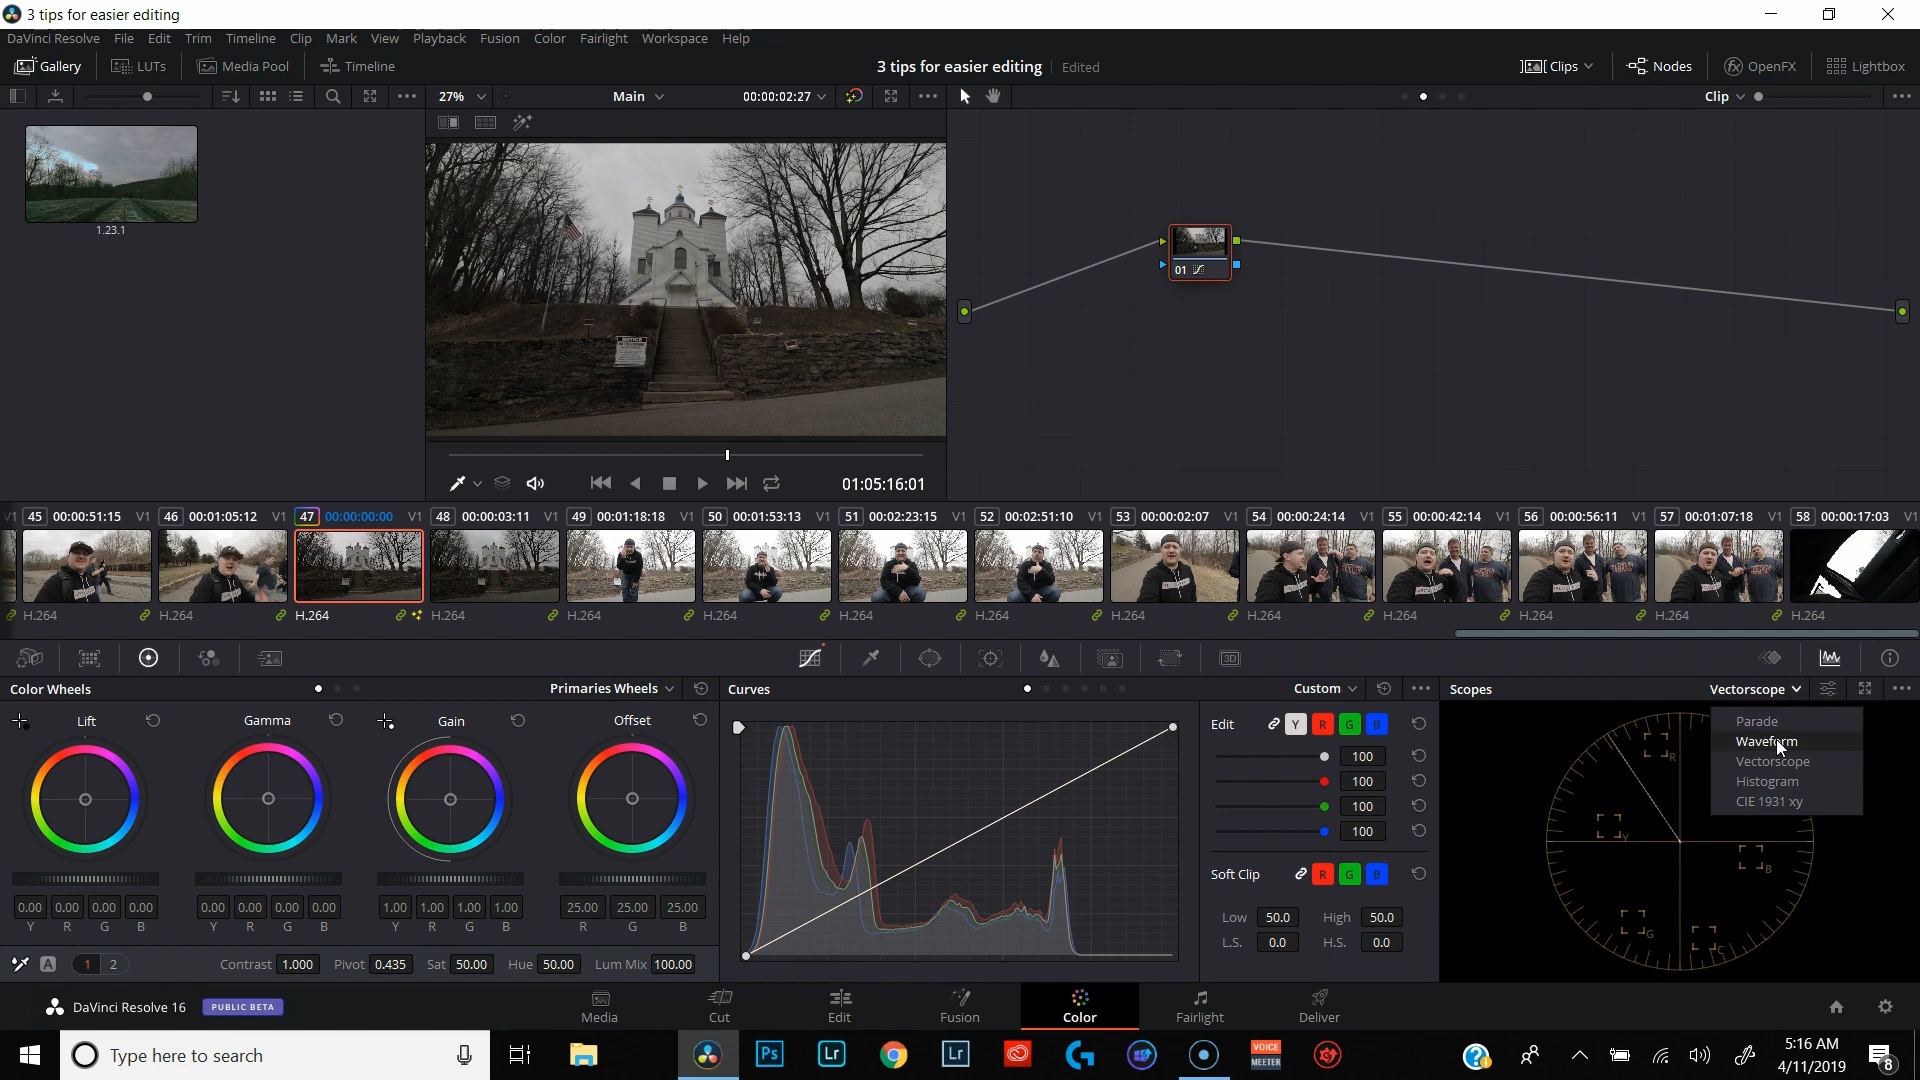 3 tips for easier editing
DaVinci Resolve File Edit Trim Timeline Clip Mark View Playback Fusion Color Fairlight Workspace Help
Gallery LUTs Media Pool Timeline 3 tips for easier editing Edited Clips Nodes OpenFX Lightbox
27% Main 00:00:02:27 Clip
1.23.1
NOTICE
01
01:05:16:01
V1 45 00:00:51:15 V1 46 00:01:05:12 V1 47 00:00:00:00 V1 48 00:00:03:11 V1 49 00:01:18:18 V1 50 00:01:53:13 V1 51 00:02:23:15 V1 52 00:02:51:10 V1 53 00:00:02:07 V1 54 00:00:24:14 V1 55 00:00:42:14 V1 56 00:00:56:11 V1 57 00:01:07:18 V1 58 00:00:17:03 V1
H.264 H.264 H.264 H.264 H.264 H.264 H.264 H.264 H.264 H.264 H.264 H.264 H.264 H.264
3D
Color Wheels Primaries Wheels Curves Custom Scopes Vectorscope
Lift Gamma Gain Offset Edit Y R G B
Parade
Waveform
Vectorscope
Histogram
CIE 1931 xy
100
100
100
100
R
Y
B
G
C
Soft Clip R G B
0.00 0.00 0.00 0.00 0.00 0.00 0.00 0.00 1.00 1.00 1.00 1.00 25.00 25.00 25.00
Y R G B Y R G B Y R G B R G B
Low 50.0 High 50.0
L.S. 0.0 H.S. 0.0
A 1 2 Contrast 1.000 Pivot 0.435 Sat 50.00 Hue 50.00 Lum Mix 100.00
DaVinci Resolve 16 PUBLIC BETA Media Cut Edit Fusion Color Fairlight Deliver
Type here to search Ps Lr Lr VOICE MEETER
5:16 AM
4/11/2019
8